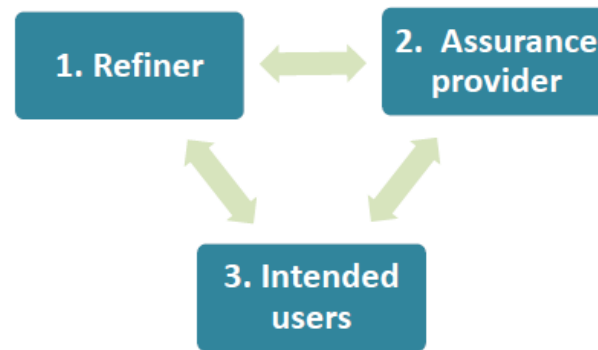 1. Refiner
2. Assurance
provider
3. Intended
users